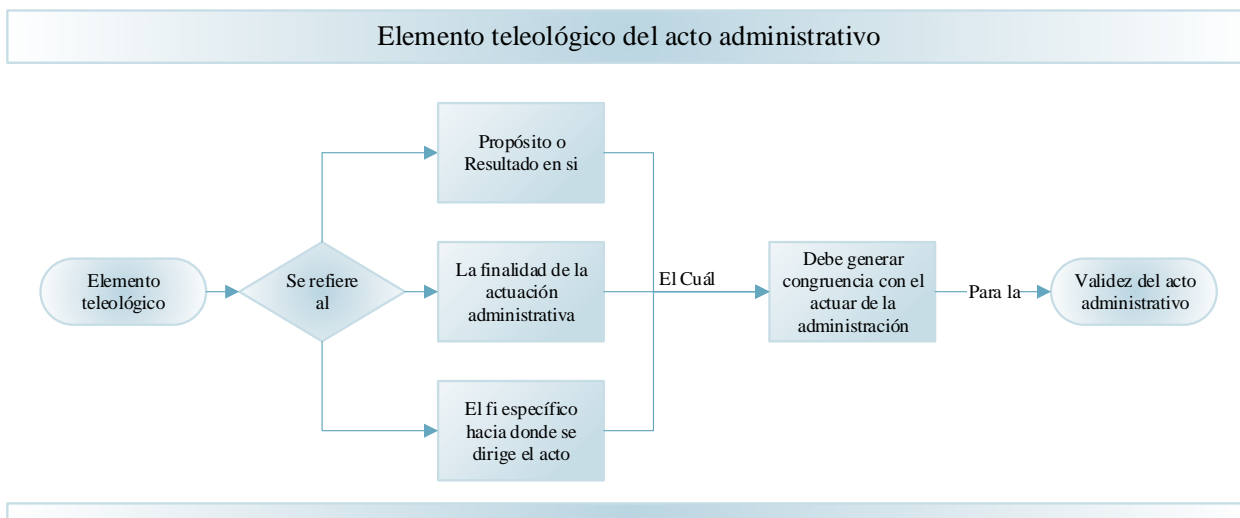 Elemento teleológico del acto administrativo
Propósito o
Resultado en si
Elemento
teleológico
Se refiere
al
La finalidad de la
actuación
administrativa
El Cuál
Debe generar
congruencia con el
actuar de la
administración
Para la
Validez del acto
administrativo
El fi específico
hacia donde se
dirige el acto